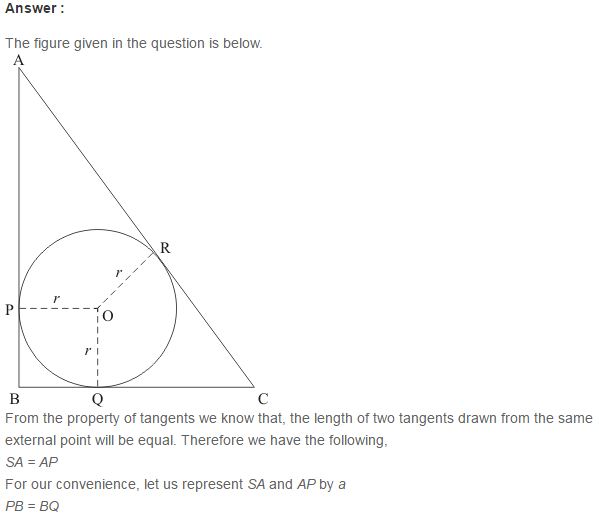 Answer :
The figure given in the question is below.
A
R
r
P
r
O
r
B
Q
C
From the property of tangents we know that, the length of two tangents drawn from the same
external point will be equal. Therefore we have the following,
SA = AP
For our convenience, let us represent SA and AP by a
PB = BQ